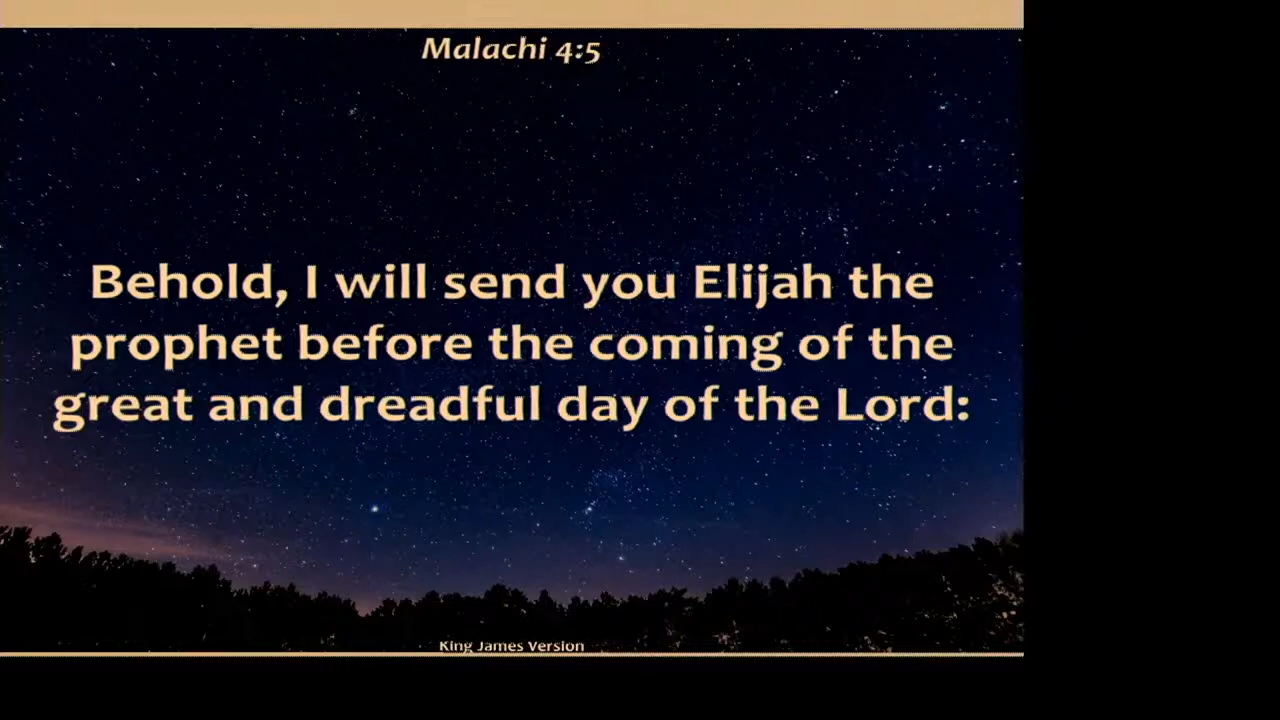 Malachi 4:5
Behold, I will send you Elijah the
prophet before the coming of the
great and dreadful day of the Lord:
King James Version